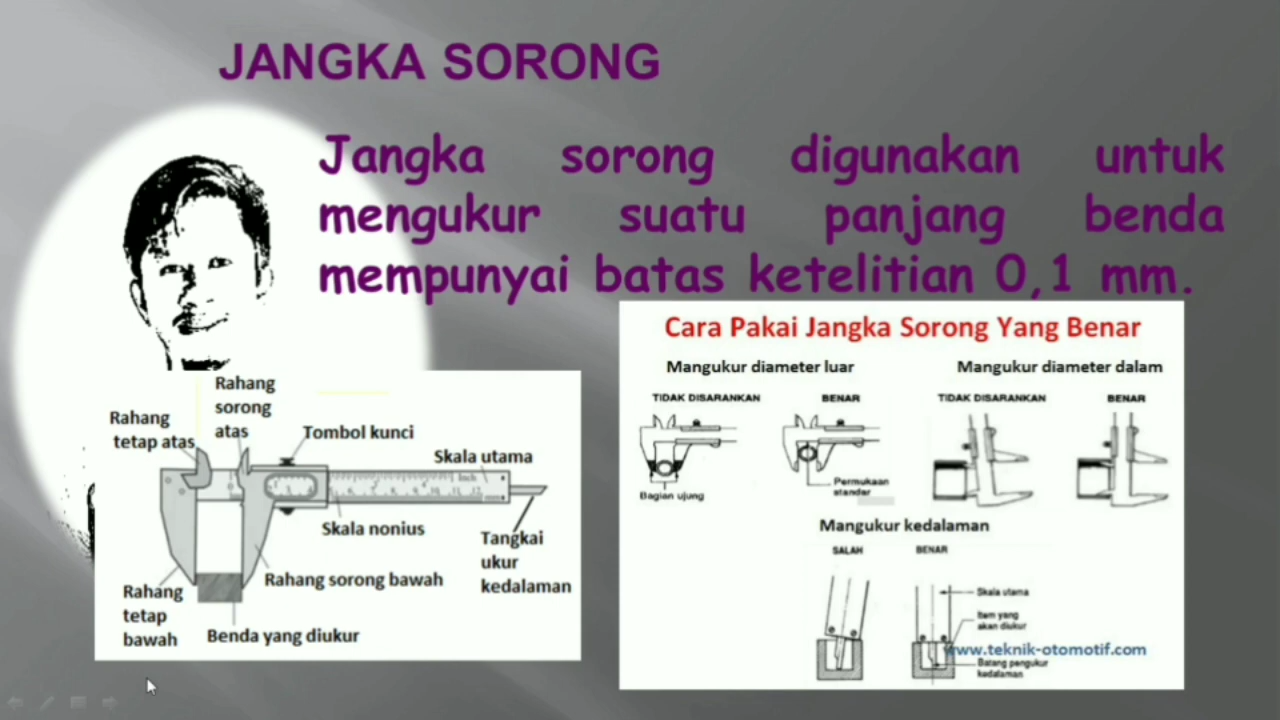 JANGKA SORONG
Jangka sorong digunakan untuk
mengukur suatu panjang benda
mempunyai batas ketelitian 0,1 mm.
Rahang
sorong
atas
Rahang
tetap atas
Tombol kunci
Skala utama
Inch
Skala nonius
Tangkai
ukur
kedalaman
Rahang sorong bawah
Rahang
tetap
bawah
Benda yang diukur
Cara Pakai Jangka Sorong Yang Benar
Mangukur diameter luar
Mangukur diameter dalam
TIDAK DISARANKAN
BENAR
TIDAK DISARANKAN
BENAR
Bagian ujung
Permukaan
standar
Mangukur kedalaman
SALAH
BENAR
Skala utama
Item yang
akan diukur
www.teknik-otomotif.com
Batang pengukur
kedalaman